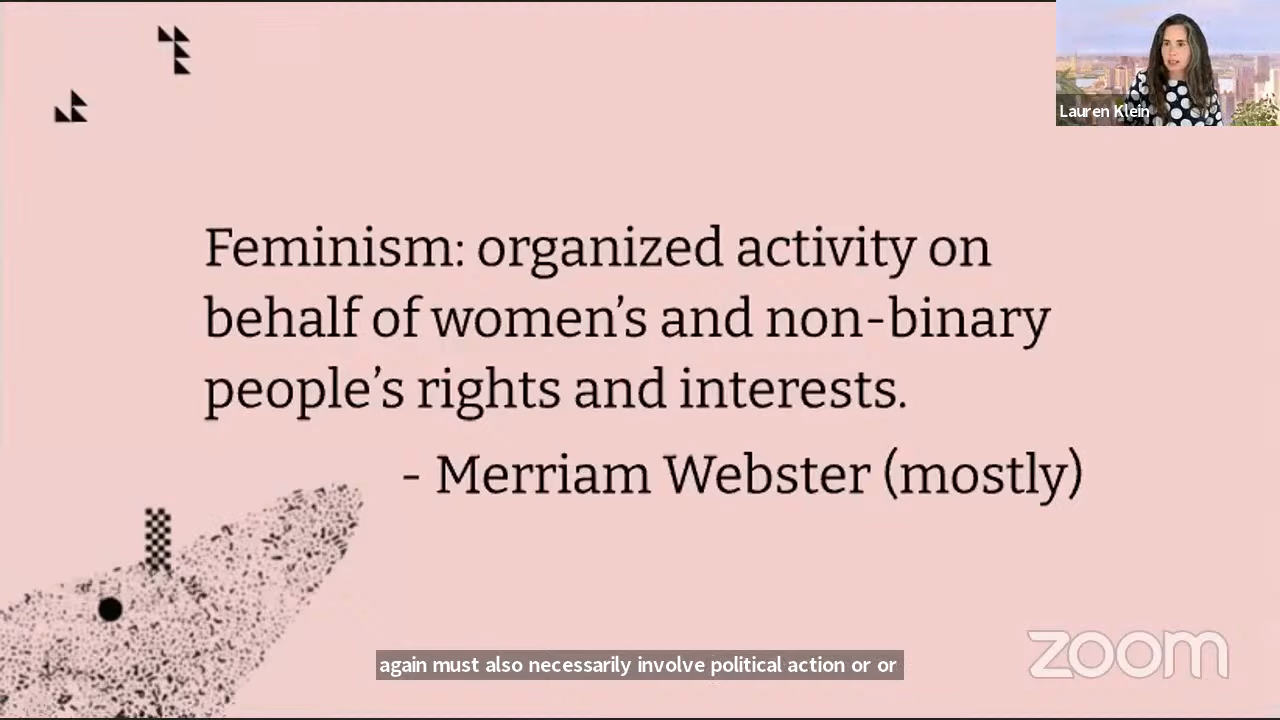 Lauren Klein
Feminism: organized activity on
behalf of women’s and non-binary
people’s rights and interests.
- Merriam Webster (mostly)
again must also necessarily involve political action or or
zoom